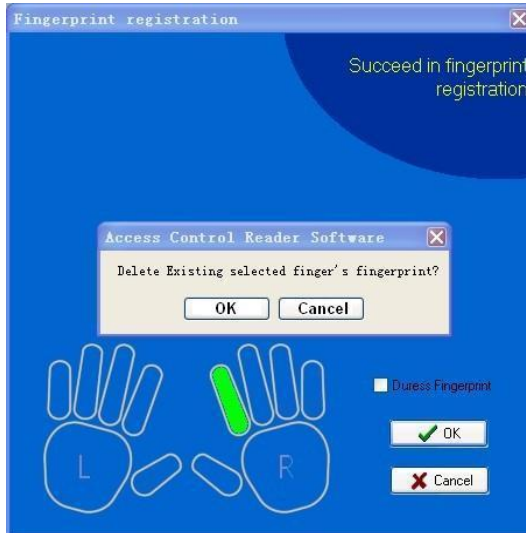 Fingerprint registration
Succeed in fingerprint
registration
Access Control Reader Software
Delete Existing selected finger's fingerprint?
OK Cancel
L R
Duress Fingerprint
OK
Cancel